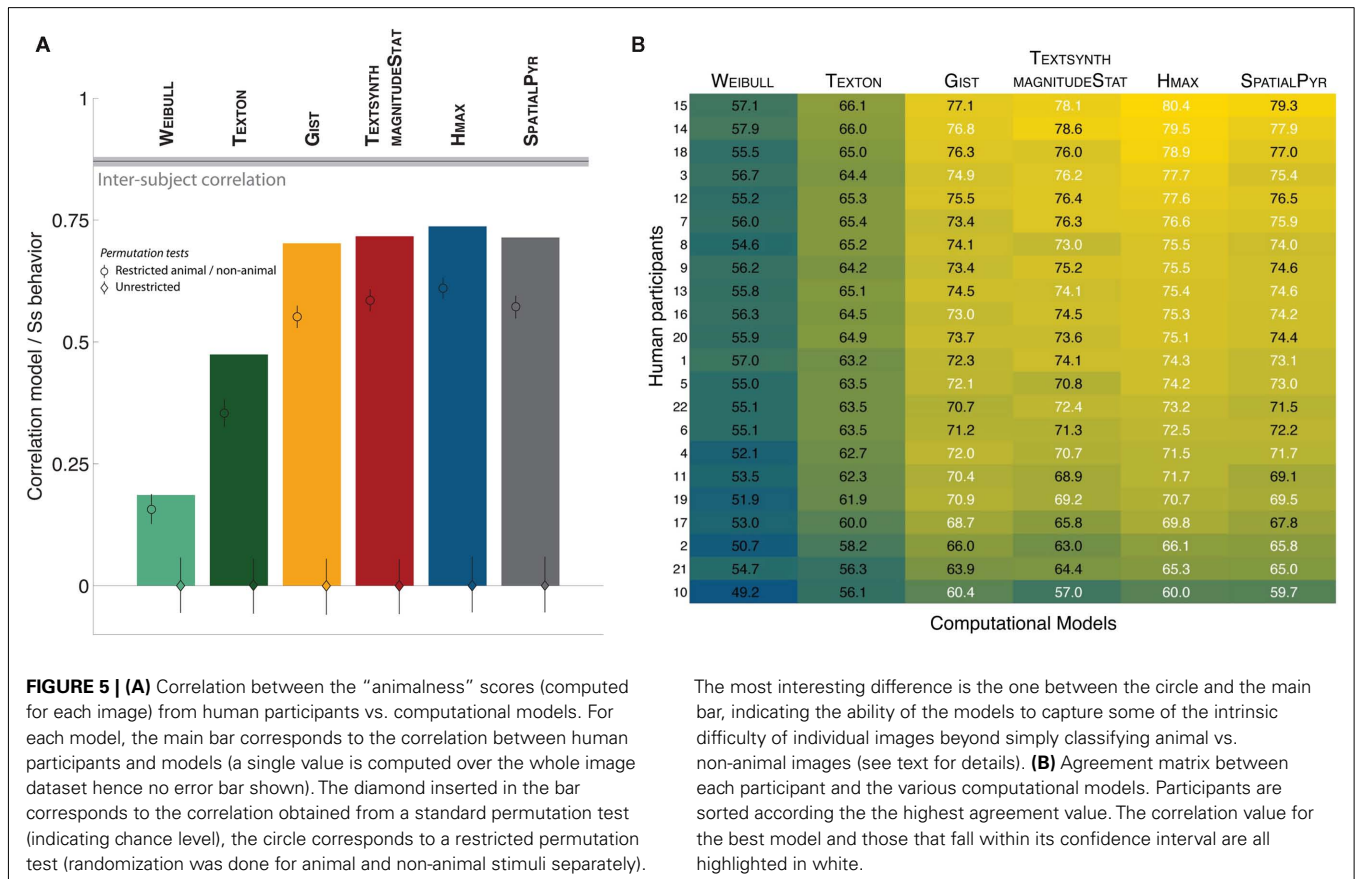 A
WEIBULL
TEXTON
GIST
TEXTSYNTH
MAGNITUDESTAT
HMAX
SPATIALPYR
1
Inter-subject correlation
0.75
Permutation tests
Restricted animal / non-animal
Unrestricted
0.5
0.25
0
Correlation model / Ss behavior
B
TEXTSYNTH
WEIBULL TEXTON GIST MAGNITUDESTAT HMAX SPATIALPYR
15 57.1 66.1 77.1 78.1 80.4 79.3
14 57.9 66.0 76.8 78.6 79.5 77.9
18 55.5 65.0 76.3 76.0 78.9 77.0
3 56.7 64.4 74.9 76.2 77.7 75.4
12 55.2 65.3 75.5 76.4 77.6 76.5
7 56.0 65.4 73.4 76.3 76.6 75.9
8 54.6 65.2 74.1 73.0 75.5 74.0
9 56.2 64.2 73.4 75.2 75.5 74.6
13 55.8 65.1 74.5 74.1 75.4 74.6
16 56.3 64.5 73.0 74.5 75.3 74.2
20 55.9 64.9 73.7 73.6 75.1 74.4
1 57.0 63.2 72.3 74.1 74.3 73.1
5 55.0 63.5 72.1 70.8 74.2 73.0
22 55.1 63.5 70.7 72.4 73.2 71.5
6 55.1 63.5 71.2 71.3 72.5 72.2
4 52.1 62.7 72.0 70.7 71.5 71.7
11 53.5 62.3 70.4 68.9 71.7 69.1
19 51.9 61.9 70.9 69.2 70.7 69.5
17 53.0 60.0 68.7 65.8 69.8 67.8
2 50.7 58.2 66.0 63.0 66.1 65.8
21 54.7 56.3 63.9 64.4 65.3 65.0
10 49.2 56.1 60.4 57.0 60.0 59.7
Human participants
Computational Models
FIGURE 5 | (A) Correlation between the “animalness” scores (computed
for each image) from human participants vs. computational models. For
each model, the main bar corresponds to the correlation between human
participants and models (a single value is computed over the whole image
dataset hence no error bar shown). The diamond inserted in the bar
corresponds to the correlation obtained from a standard permutation test
(indicating chance level), the circle corresponds to a restricted permutation
test (randomization was done for animal and non-animal stimuli separately).
The most interesting difference is the one between the circle and the main
bar, indicating the ability of the models to capture some of the intrinsic
difficulty of individual images beyond simply classifying animal vs.
non-animal images (see text for details). (B) Agreement matrix between
each participant and the various computational models. Participants are
sorted according the the highest agreement value. The correlation value for
the best model and those that fall within its confidence interval are all
highlighted in white.